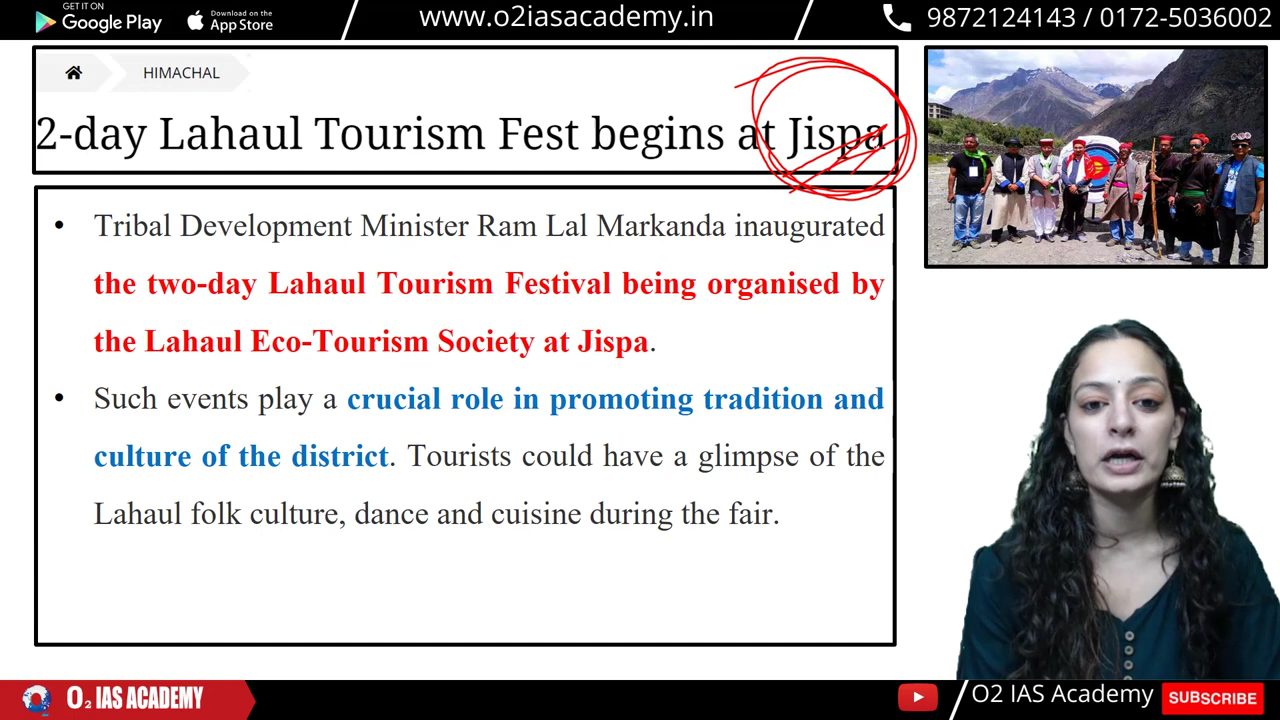 GET IT ON
Google Play
Download on the
App Store
www.o2iasacademy.in
9872124143 / 0172-5036002
HIMACHAL
2-day Lahaul Tourism Fest begins at Jispa
• Tribal Development Minister Ram Lal Markanda inaugurated
the two-day Lahaul Tourism Festival being organised by
the Lahaul Eco-Tourism Society at Jispa.
• Such events play a crucial role in promoting tradition and
culture of the district. Tourists could have a glimpse of the
Lahaul folk culture, dance and cuisine during the fair.
O₂ IAS ACADEMY
O2 IAS Academy
SUBSCRIBE